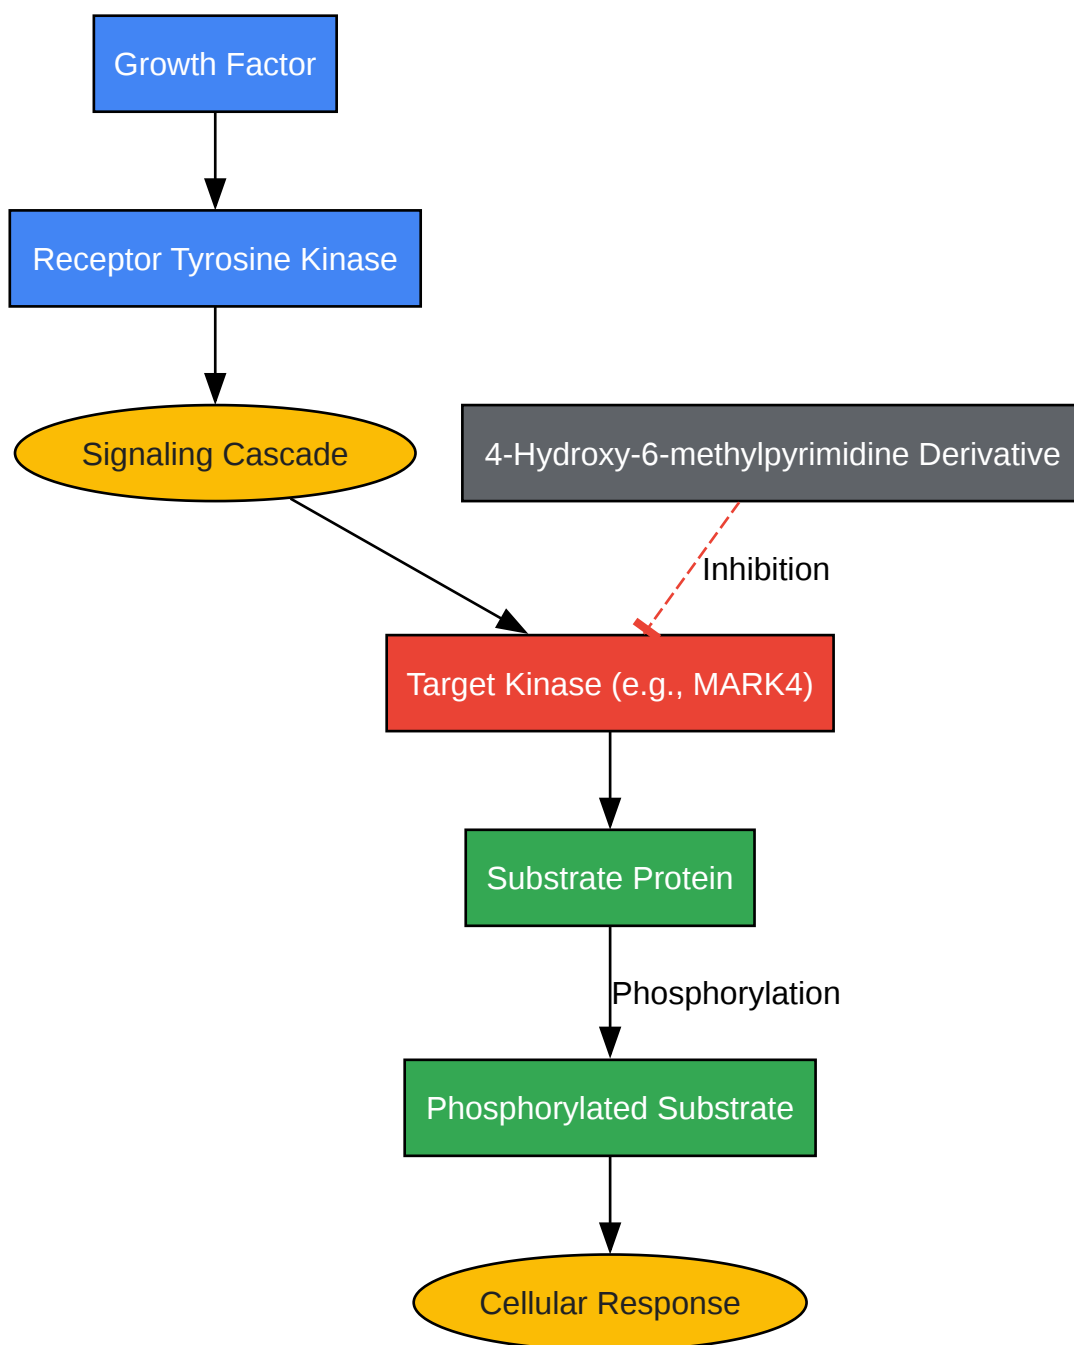 Growth Factor
Receptor Tyrosine Kinase
Signaling Cascade
4-Hydroxy-6-methylpyrimidine Derivative
Inhibition
Target Kinase (e.g., MARK4)
Substrate Protein
Phosphorylation
Phosphorylated Substrate
Cellular Response